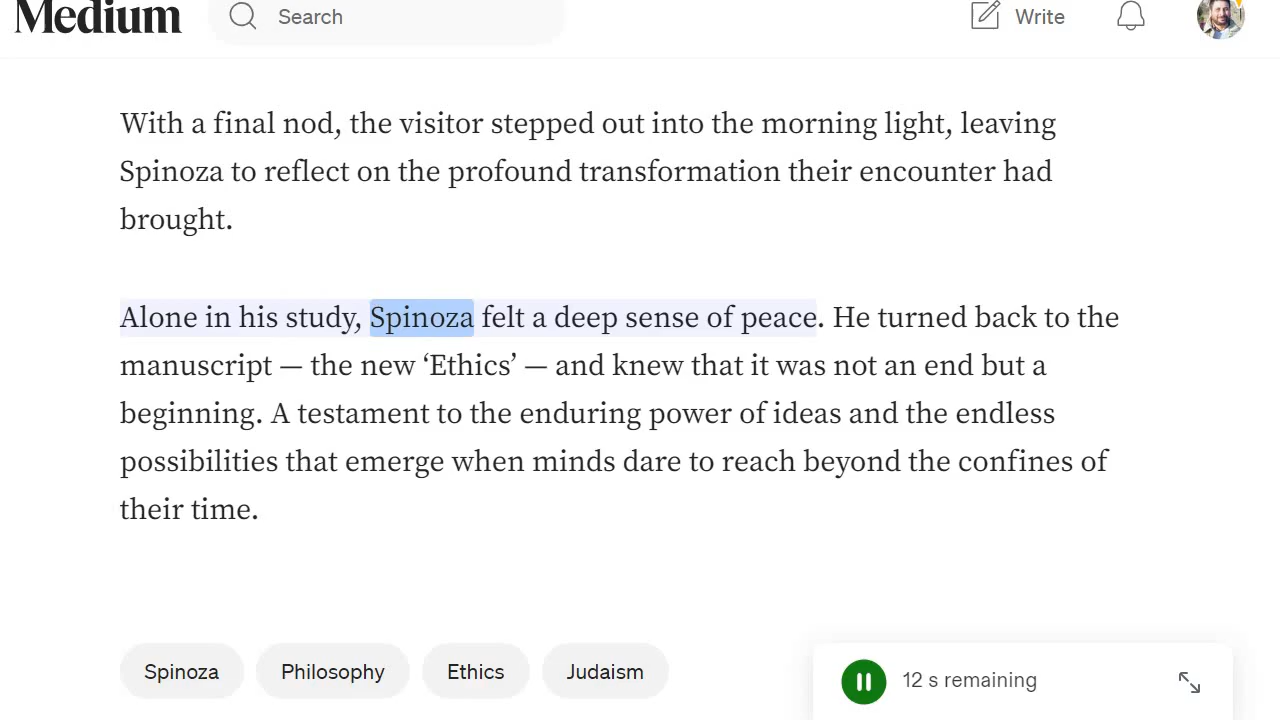 Medium
Search
Write
With a final nod, the visitor stepped out into the morning light, leaving
Spinoza to reflect on the profound transformation their encounter had
brought.
Alone in his study, Spinoza felt a deep sense of peace. He turned back to the
manuscript — the new ‘Ethics’ — and knew that it was not an end but a
beginning. A testament to the enduring power of ideas and the endless
possibilities that emerge when minds dare to reach beyond the confines of
their time.
Spinoza
Philosophy
Ethics
Judaism
12 s remaining